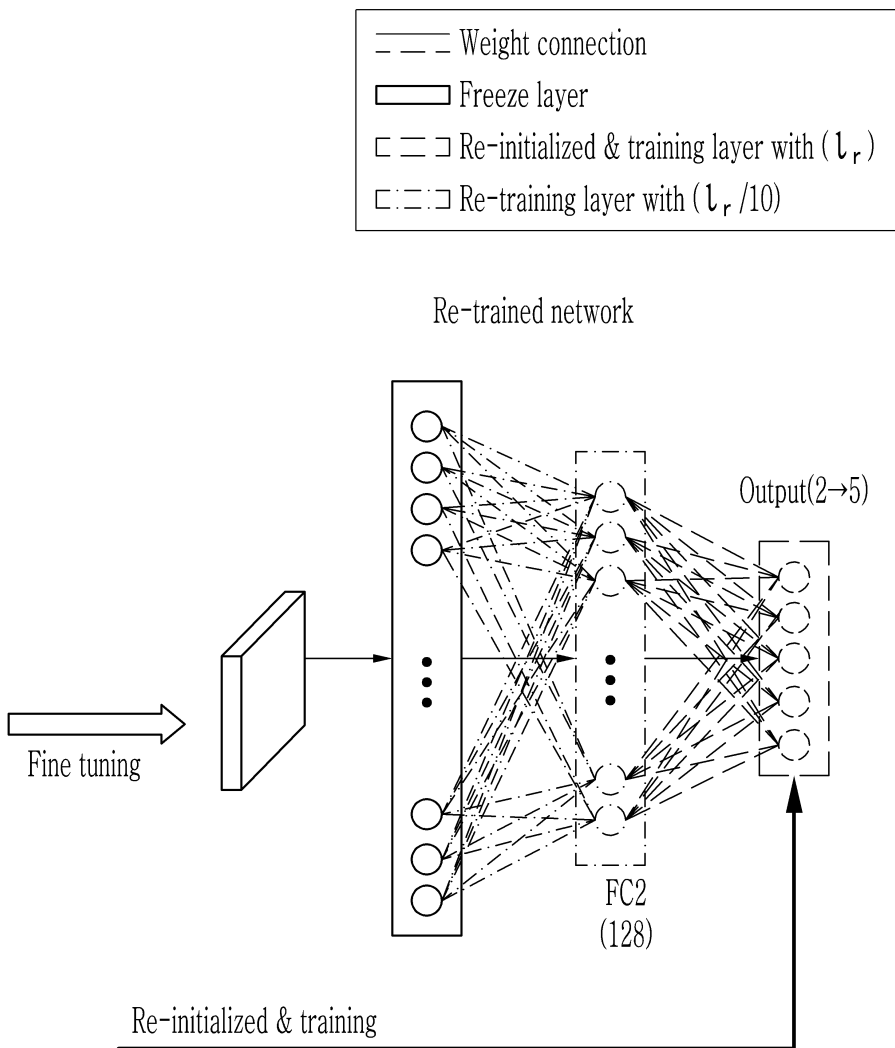 Weight connection
Freeze layer
Re-initialized & training layer with (lr)
Re-training layer with (lr/10)
Re-trained network
Output(2→5)
Fine tuning
FC2
(128)
Re-initialized & training